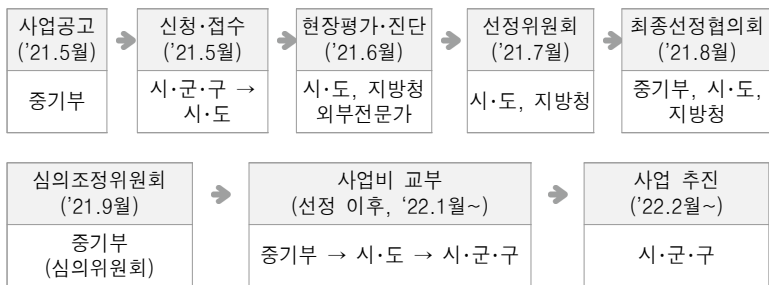 사업공고
('21.5월)
중기부
신청·접수
('21.5월)
시·군·구 →
시·도
현장평가·진단
('21.6월)
시·도, 지방청
외부전문가
선정위원회
('21.7월)
시·도, 지방청
최종선정협의회
('21.8월)
중기부, 시·도,
지방청
심의조정위원회
('21.9월)
중기부
(심의위원회)
사업비 교부
(선정 이후, ‘22.1월~)
중기부 → 시·도 → 시·군·구
사업 추진
('22.2월~)
시·군·구